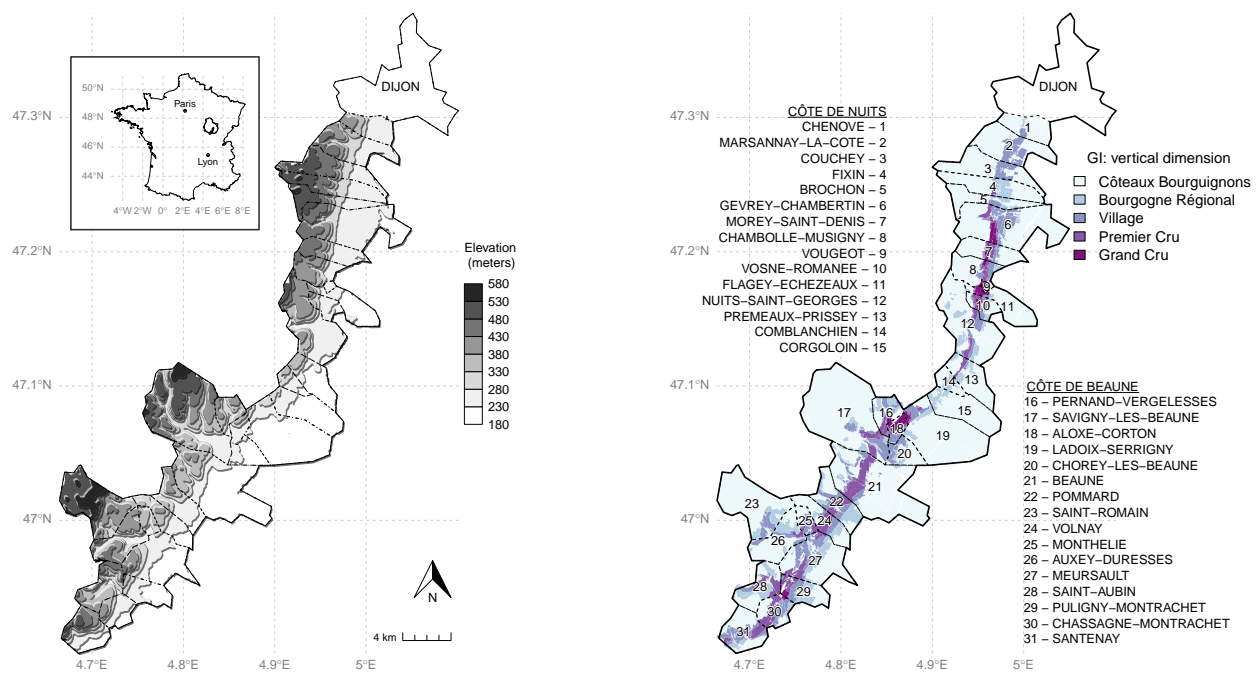 DIJON
47.3°N
47.2°N
47.1°N
47°N
4.7°E
4.8°E
4.9°E
5°E
50°N
48°N
46°N
44°N
4°W
2°W
0°
2°E
4°E
6°E
8°E
Paris
Lyon
Elevation
(meters)
580
530
480
430
380
330
280
230
180
N
4 km
DIJON
47.3°N
47.2°N
47.1°N
47°N
4.7°E
4.8°E
4.9°E
5°E
CÔTE DE NUITS
CHENOVE − 1
MARSANNAY−LA−COTE − 2
COUCHEY − 3
FIXIN − 4
BROCHON − 5
GEVREY−CHAMBERTIN − 6
MOREY−SAINT−DENIS − 7
CHAMBOLLE−MUSIGNY − 8
VOUGEOT − 9
VOSNE−ROMANEE − 10
FLAGEY−ECHEZEAUX − 11
NUITS−SAINT−GEORGES − 12
PREMEAUX−PRISSEY − 13
COMBLANCHIEN − 14
CORGOLOIN − 15
GI: vertical dimension
Côteaux Bourguignons
Bourgogne Régional
Village
Premier Cru
Grand Cru
CÔTE DE BEAUNE
16 − PERNAND−VERGELESSES
17 − SAVIGNY−LES−BEAUNE
18 − ALOXE−CORTON
19 − LADOIX−SERRIGNY
20 − CHOREY−LES−BEAUNE
21 − BEAUNE
22 − POMMARD
23 − SAINT−ROMAIN
24 − VOLNAY
25 − MONTHELIE
26 − AUXEY−DURESSES
27 − MEURSAULT
28 − SAINT−AUBIN
29 − PULIGNY−MONTRACHET
30 − CHASSAGNE−MONTRACHET
31 − SANTENAY
1
2
3
4
5
6
7
8
9
10
11
12
13
14
15
16
17
18
19
20
21
22
23
24
25
26
27
28
29
30
31